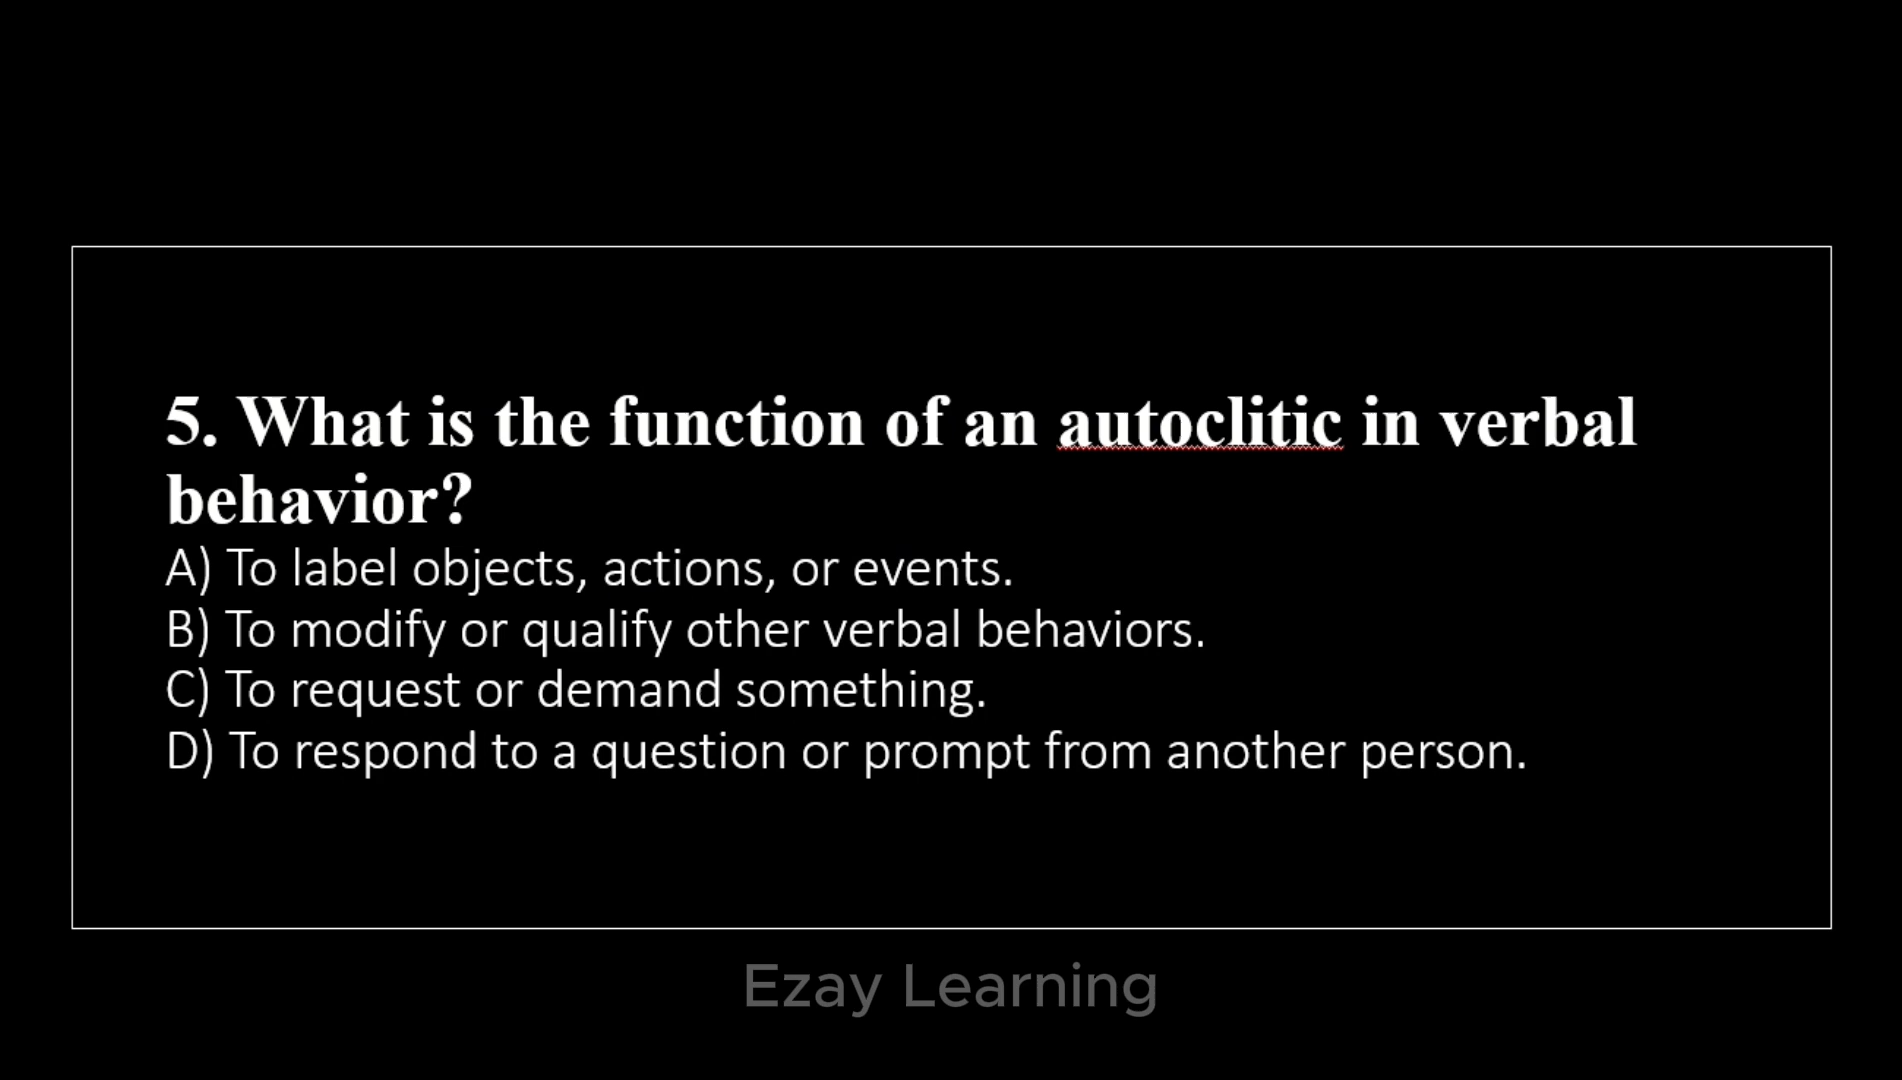 5. What is the function of an autoclitic in verbal
behavior?
A) To label objects, actions, or events.
B) To modify or qualify other verbal behaviors.
C) To request or demand something.
D) To respond to a question or prompt from another person.
Ezay Learning